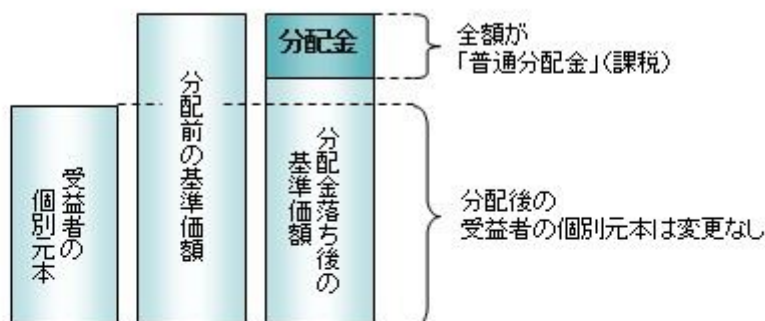 受益者の
個別元本
分配前の基準価額
分配金
分配金落ち後の
基準価額
全額が
「普通分配金」(課税)
分配後の
受益者の個別元本は変更なし